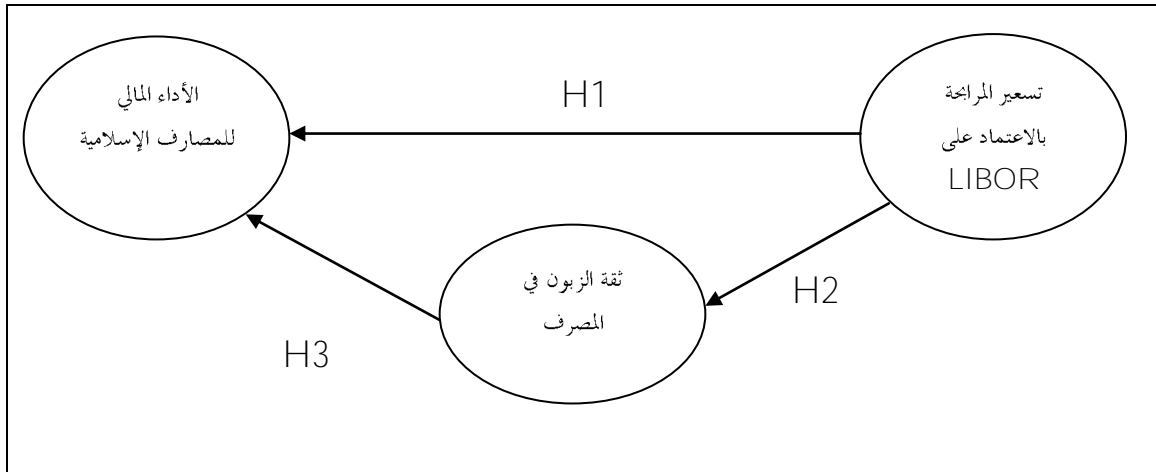 تسعير المرابحة
بالاعتماد على
LIBOR
H1
الأداء المالي
للمصارف الإسلامية
H2
ثقة الزبون في
المصرف
H3